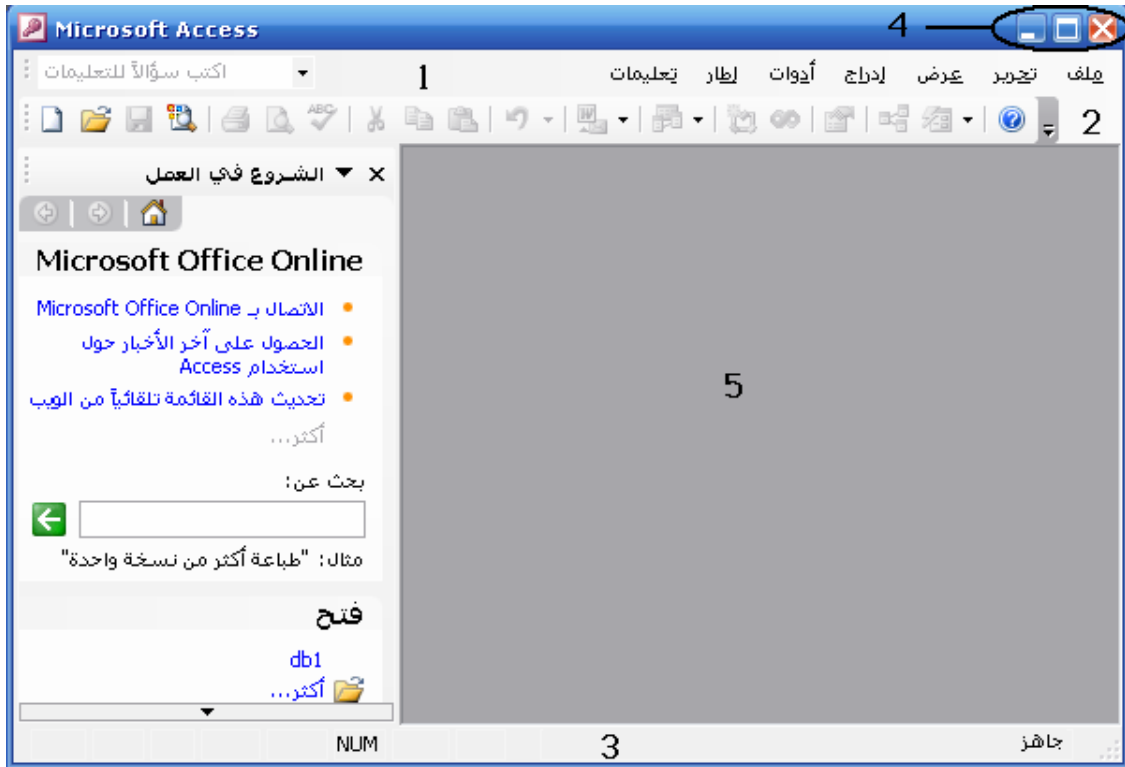 Microsoft Access
4
ملف تحرير عرض إدراج أدوات إطار تعليمات
1
اكتب سؤالاً للتعليمات
ABC
2
الشروع في العمل
Microsoft Office Online
الاتصال بـ Microsoft Office Online
الحصول على آخر الأخبار حول
استخدام Access
تحديث هذه القائمة تلقائياً من الويب
أكثر...
بحث عن:
مثال: "طباعة أكثر من نسخة واحدة"
فتح
db1
أكثر...
5
جاهز
3
NUM